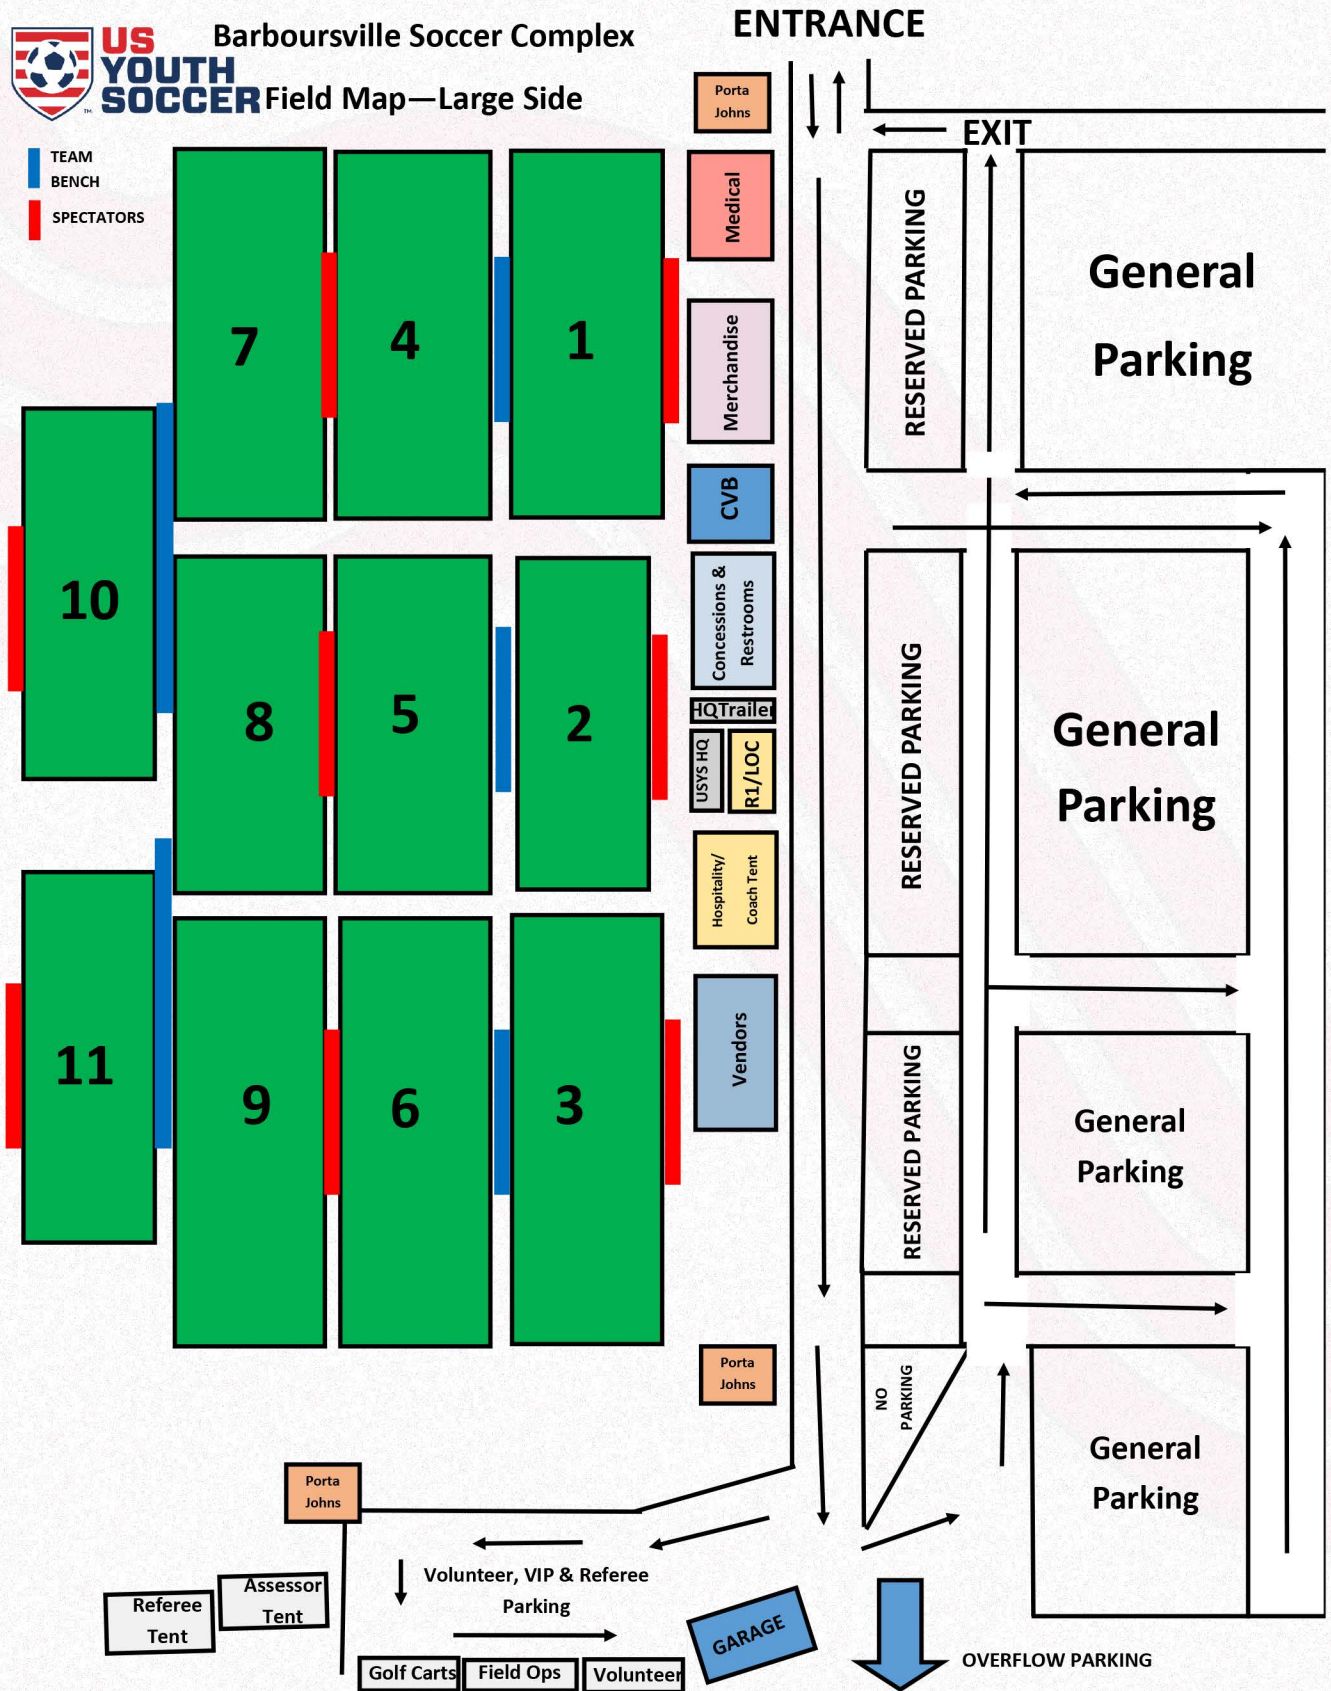 US
YOUTH
SOCCER
™
Barboursville Soccer Complex
Field Map—Large Side
ENTRANCE
TEAM
BENCH
SPECTATORS
Porta
Johns
EXIT
Medical
Merchandise
CVB
Concessions &
Restrooms
HQTrailer
USYS HQ
R1/LOC
Hospitality/
Coach Tent
Vendors
7
4
1
10
8
5
2
11
9
6
3
RESERVED PARKING
General
Parking
RESERVED PARKING
General
Parking
RESERVED PARKING
General
Parking
Porta
Johns
NO
PARKING
General
Parking
Porta
Johns
Volunteer, VIP & Referee
Parking
Assessor
Tent
Referee
Tent
Golf Carts
Field Ops
Volunteer
GARAGE
OVERFLOW PARKING